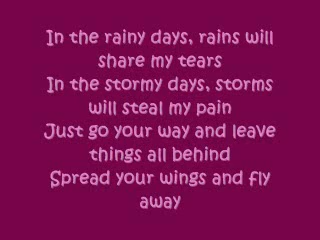 In the rainy days, rains will
share my tears
In the stormy days, storms
will steal my pain
Just go your way and leave
things all behind
Spread your wings and fly
away